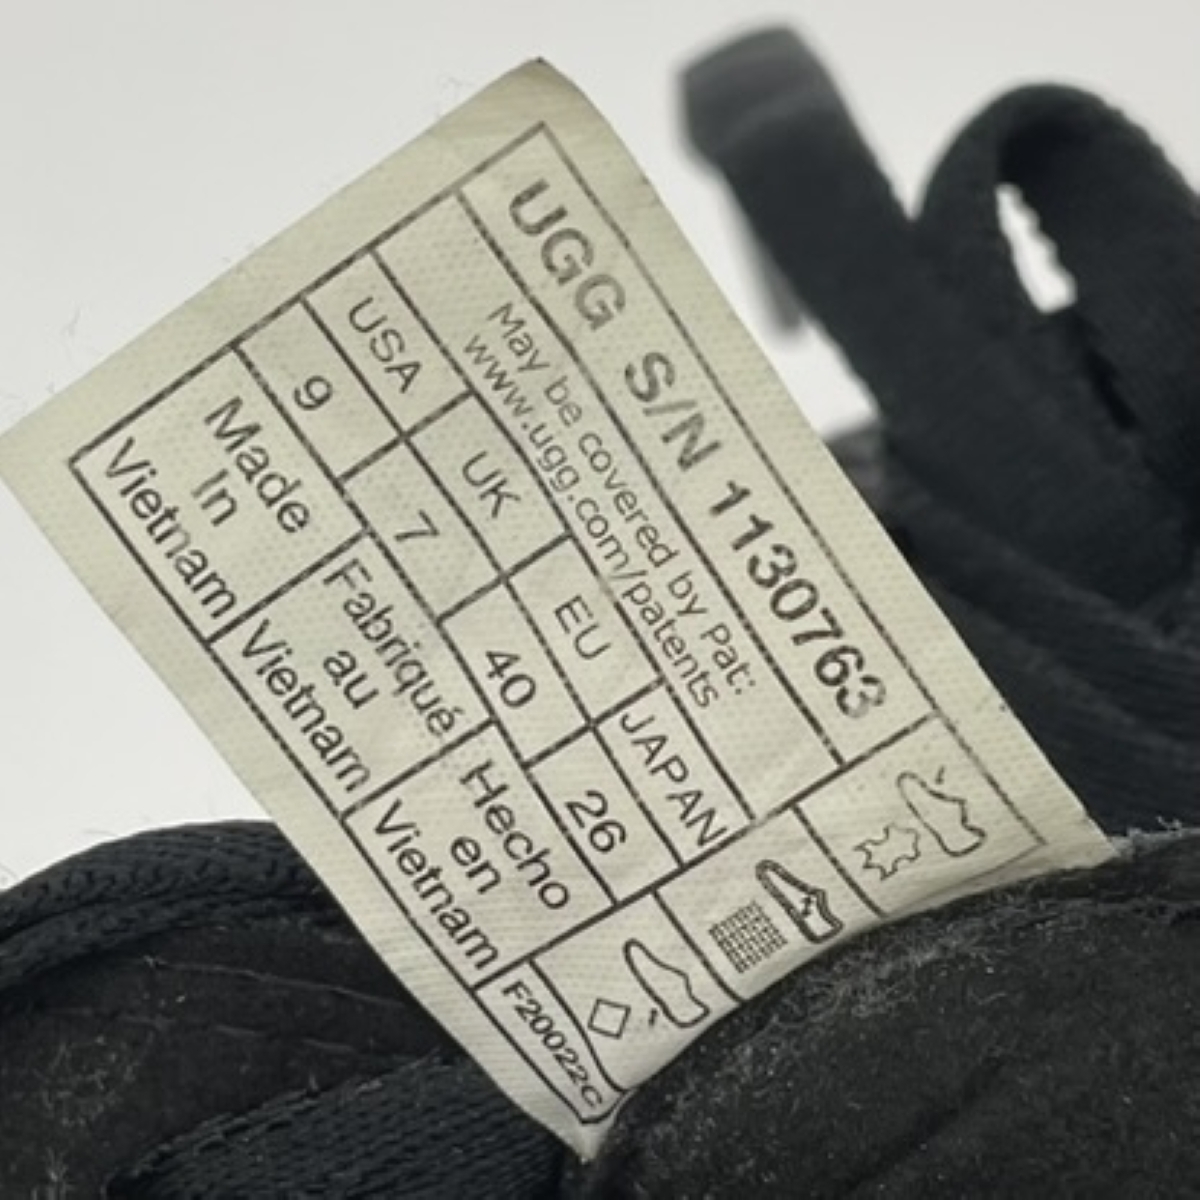 UGG S/N 1130763
May be covered by Pat:
www.ugg.com/patents
USA UK EU JAPAN
9 7 40 26
Made In Vietnam
Fabriqué au Vietnam
Hecho en Vietnam
F20022C